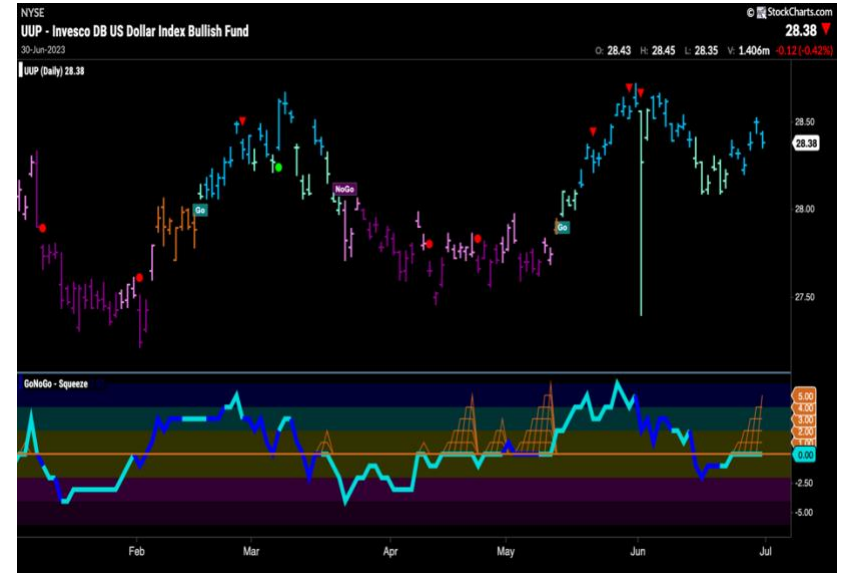 NYSE
© StockCharts.com
UUP - Invesco DB US Dollar Index Bullish Fund
28.38
30-Jun-2023
O: 28.43 H: 28.45 L: 28.35 V: 1.406m -0.12 (-0.42%)
UUP (Daily) 28.38
28.50
28.38
NoGo
Go
28.00
Go
27.50
GoNoGo - Squeeze
5.00
4.00
3.00
2.00
1.00
0.00
-2.50
-5.00
Feb Mar Apr May Jun Jul